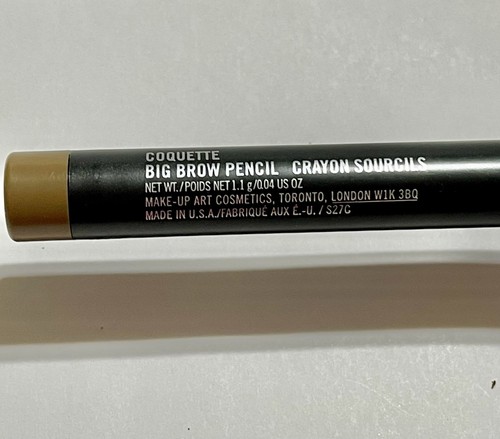 COQUETTE
BIG BROW PENCIL CRAYON SOURCILS
NET WT./POIDS NET 1.1 g/0.04 US OZ
MAKE-UP ART COSMETICS, TORONTO, LONDON W1K 3BQ
MADE IN U.S.A./FABRIQUÉ AUX É.-U. / S27C